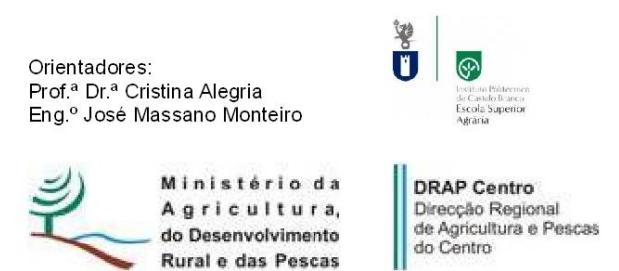 Orientadores:
Prof.ª Dr.ª Cristina Alegria
Eng.º José Massano Monteiro
Instituto Politécnico
de Castelo Branco
Escola Superior
Agrária
Ministério da
Agricultura,
do Desenvolvimento
Rural e das Pescas
DRAP Centro
Direcção Regional
de Agricultura e Pescas
do Centro